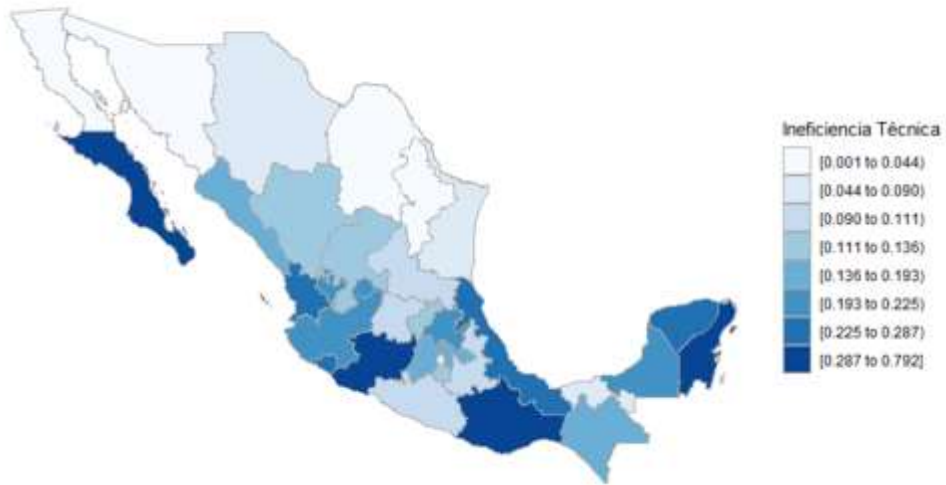 Ineficiencia Técnica
[0.001 to 0.044)
[0.044 to 0.090)
[0.090 to 0.111)
[0.111 to 0.136)
[0.136 to 0.193)
[0.193 to 0.225)
[0.225 to 0.287)
[0.287 to 0.792]